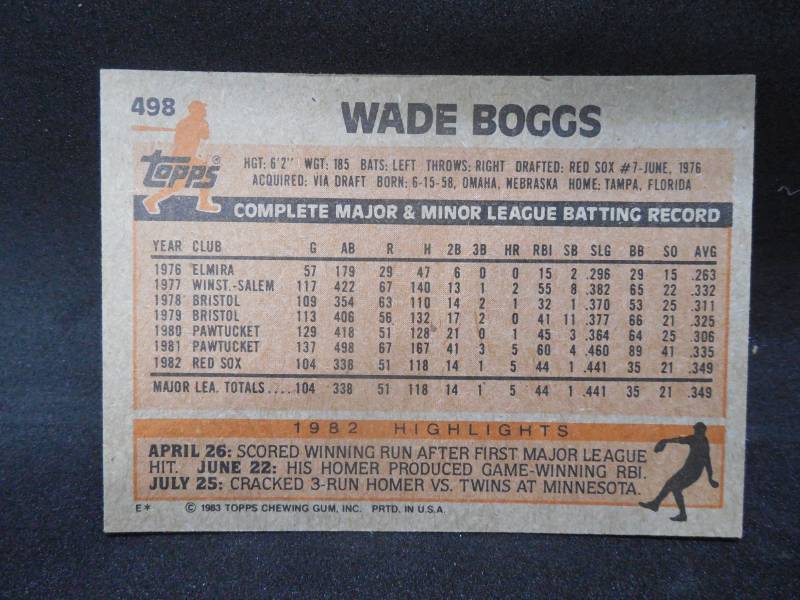 498
WADE BOGGS
Topps®
HGT: 6'2" WGT: 185 BATS: LEFT THROWS: RIGHT DRAFTED: RED SOX #7-JUNE, 1976
ACQUIRED: VIA DRAFT BORN: 6-15-58, OMAHA, NEBRASKA HOME: TAMPA, FLORIDA
COMPLETE MAJOR & MINOR LEAGUE BATTING RECORD
YEAR CLUB G AB R H 2B 3B HR RBI SB SLG BB SO AVG
1976 ELMIRA 57 179 29 47 6 0 0 15 2 .296 29 15 .263
1977 WINST.-SALEM 117 422 67 140 13 1 2 55 8 .382 65 22 .332
1978 BRISTOL 109 354 63 110 14 2 1 32 1 .370 53 25 .311
1979 BRISTOL 113 406 56 132 17 2 0 41 11 .377 66 21 .325
1980 PAWTUCKET 129 418 51 128 21 0 1 45 3 .364 64 25 .306
1981 PAWTUCKET 137 498 67 167 41 3 5 60 4 .460 89 41 .335
1982 RED SOX 104 338 51 118 14 1 5 44 1 .441 35 21 .349
MAJOR LEA. TOTALS.... 104 338 51 118 14 1 5 44 1 .441 35 21 .349
1982 HIGHLIGHTS
APRIL 26: SCORED WINNING RUN AFTER FIRST MAJOR LEAGUE
HIT. JUNE 22: HIS HOMER PRODUCED GAME-WINNING RBI.
JULY 25: CRACKED 3-RUN HOMER VS. TWINS AT MINNESOTA.
E* © 1983 TOPPS CHEWING GUM, INC. PRTD. IN U.S.A.